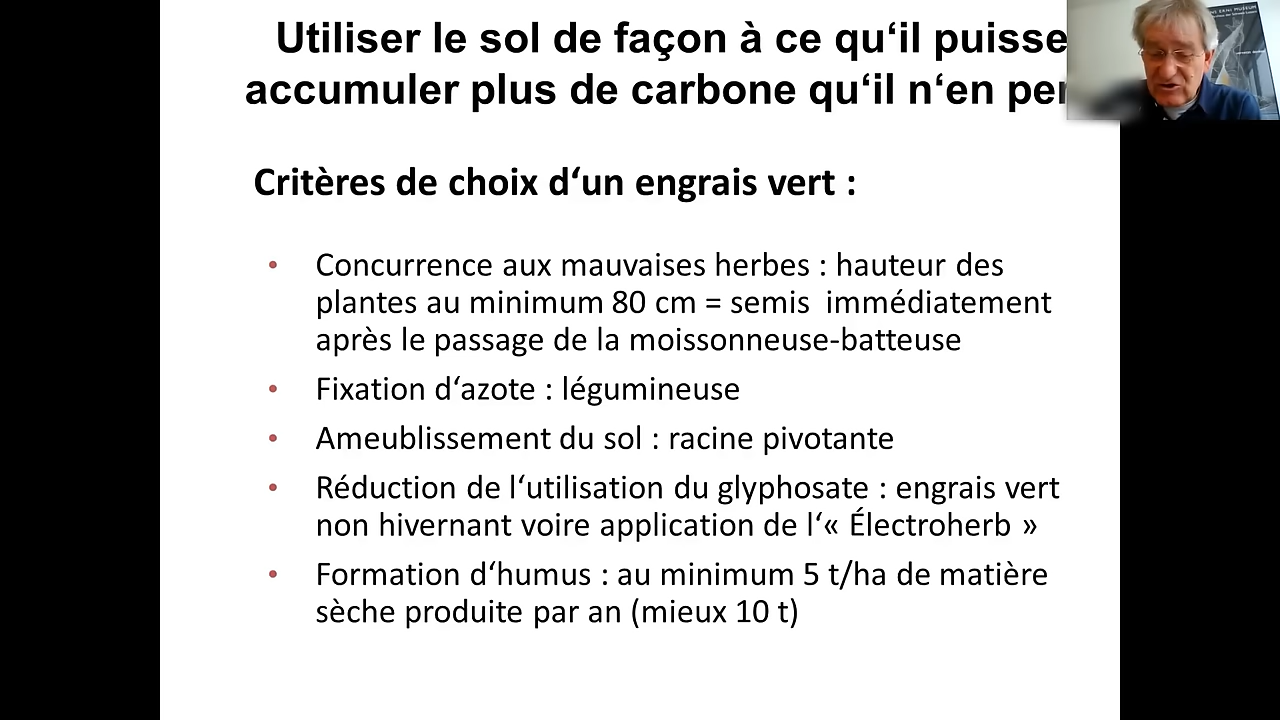 Utiliser le sol de façon à ce qu‘il puisse
accumuler plus de carbone qu‘il n‘en
Critères de choix d‘un engrais vert :
• Concurrence aux mauvaises herbes : hauteur des
plantes au minimum 80 cm = semis immédiatement
après le passage de la moissonneuse-batteuse
• Fixation d‘azote : légumineuse
• Ameublissement du sol : racine pivotante
• Réduction de l‘utilisation du glyphosate : engrais vert
non hivernant voire application de l‘« Électroherb »
• Formation d‘humus : au minimum 5 t/ha de matière
sèche produite par an (mieux 10 t)